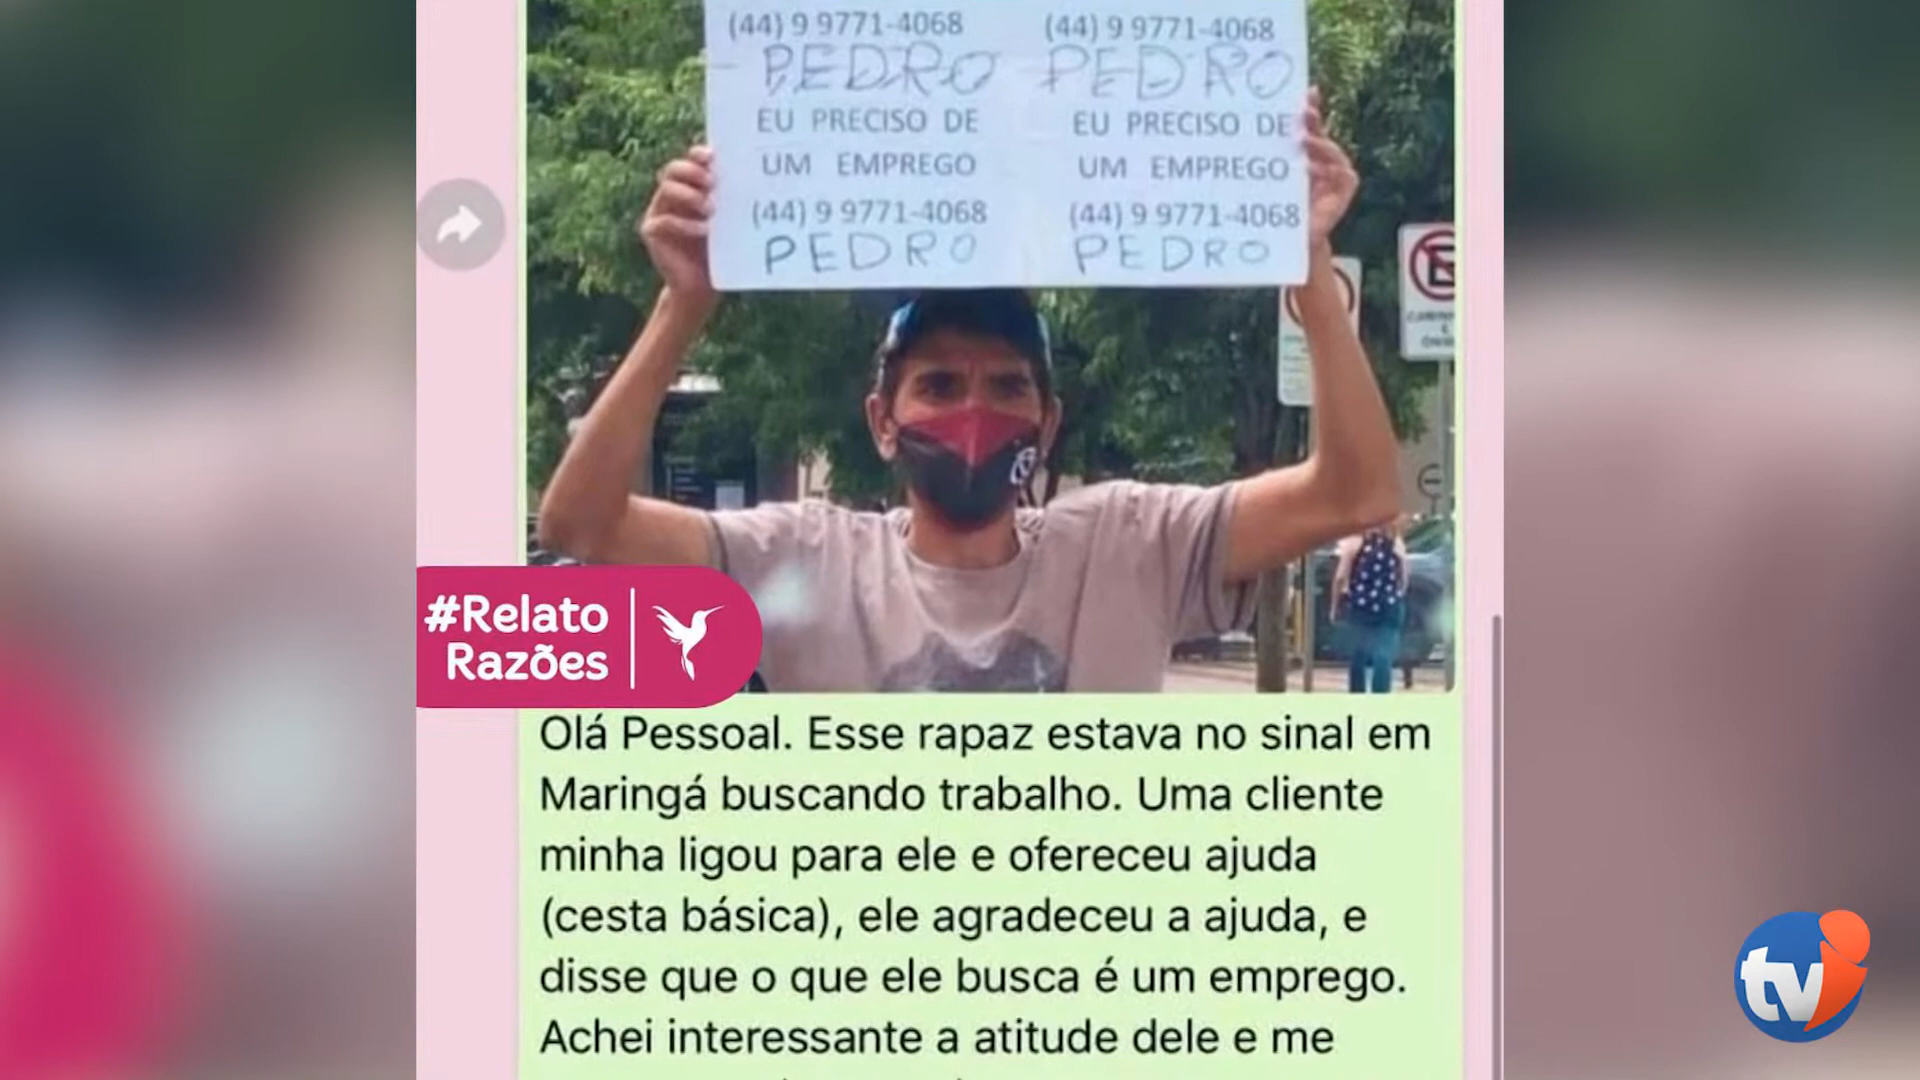 (44) 9 9771-4068 (44) 9 9771-4068
PEDRO PEDRO
EU PRECISO DE EU PRECISO DE
UM EMPREGO UM EMPREGO
(44) 9 9771-4068 (44) 9 9771-4068
PEDRO PEDRO
#Relato
Razões
Olá Pessoal. Esse rapaz estava no sinal em
Maringá buscando trabalho. Uma cliente
minha ligou para ele e ofereceu ajuda
(cesta básica), ele agradeceu a ajuda, e
disse que o que ele busca é um emprego.
Achei interessante a atitude dele e me
tvi